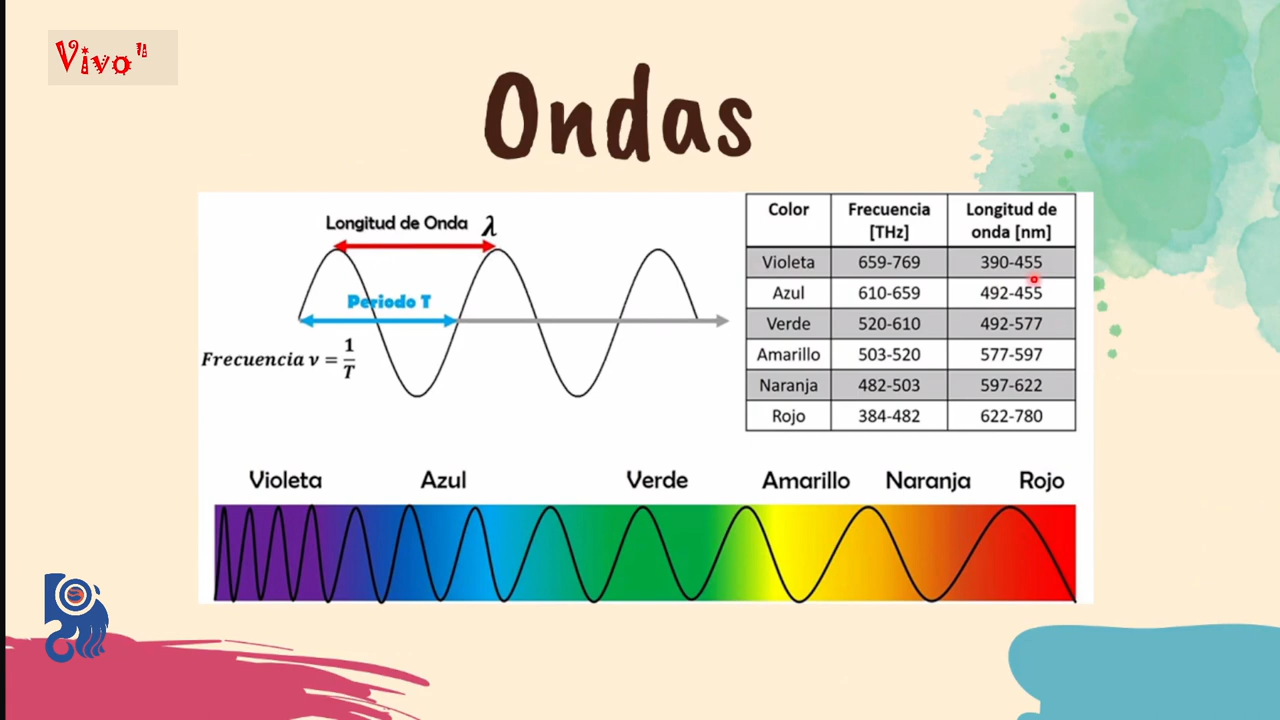 Vivo
Ondas
Longitud de Onda λ
Periodo T
Frecuencia ν = 1/T
Color Frecuencia [THz] Longitud de onda [nm]
Violeta 659-769 390-455
Azul 610-659 492-455
Verde 520-610 492-577
Amarillo 503-520 577-597
Naranja 482-503 597-622
Rojo 384-482 622-780
Violeta Azul Verde Amarillo Naranja Rojo